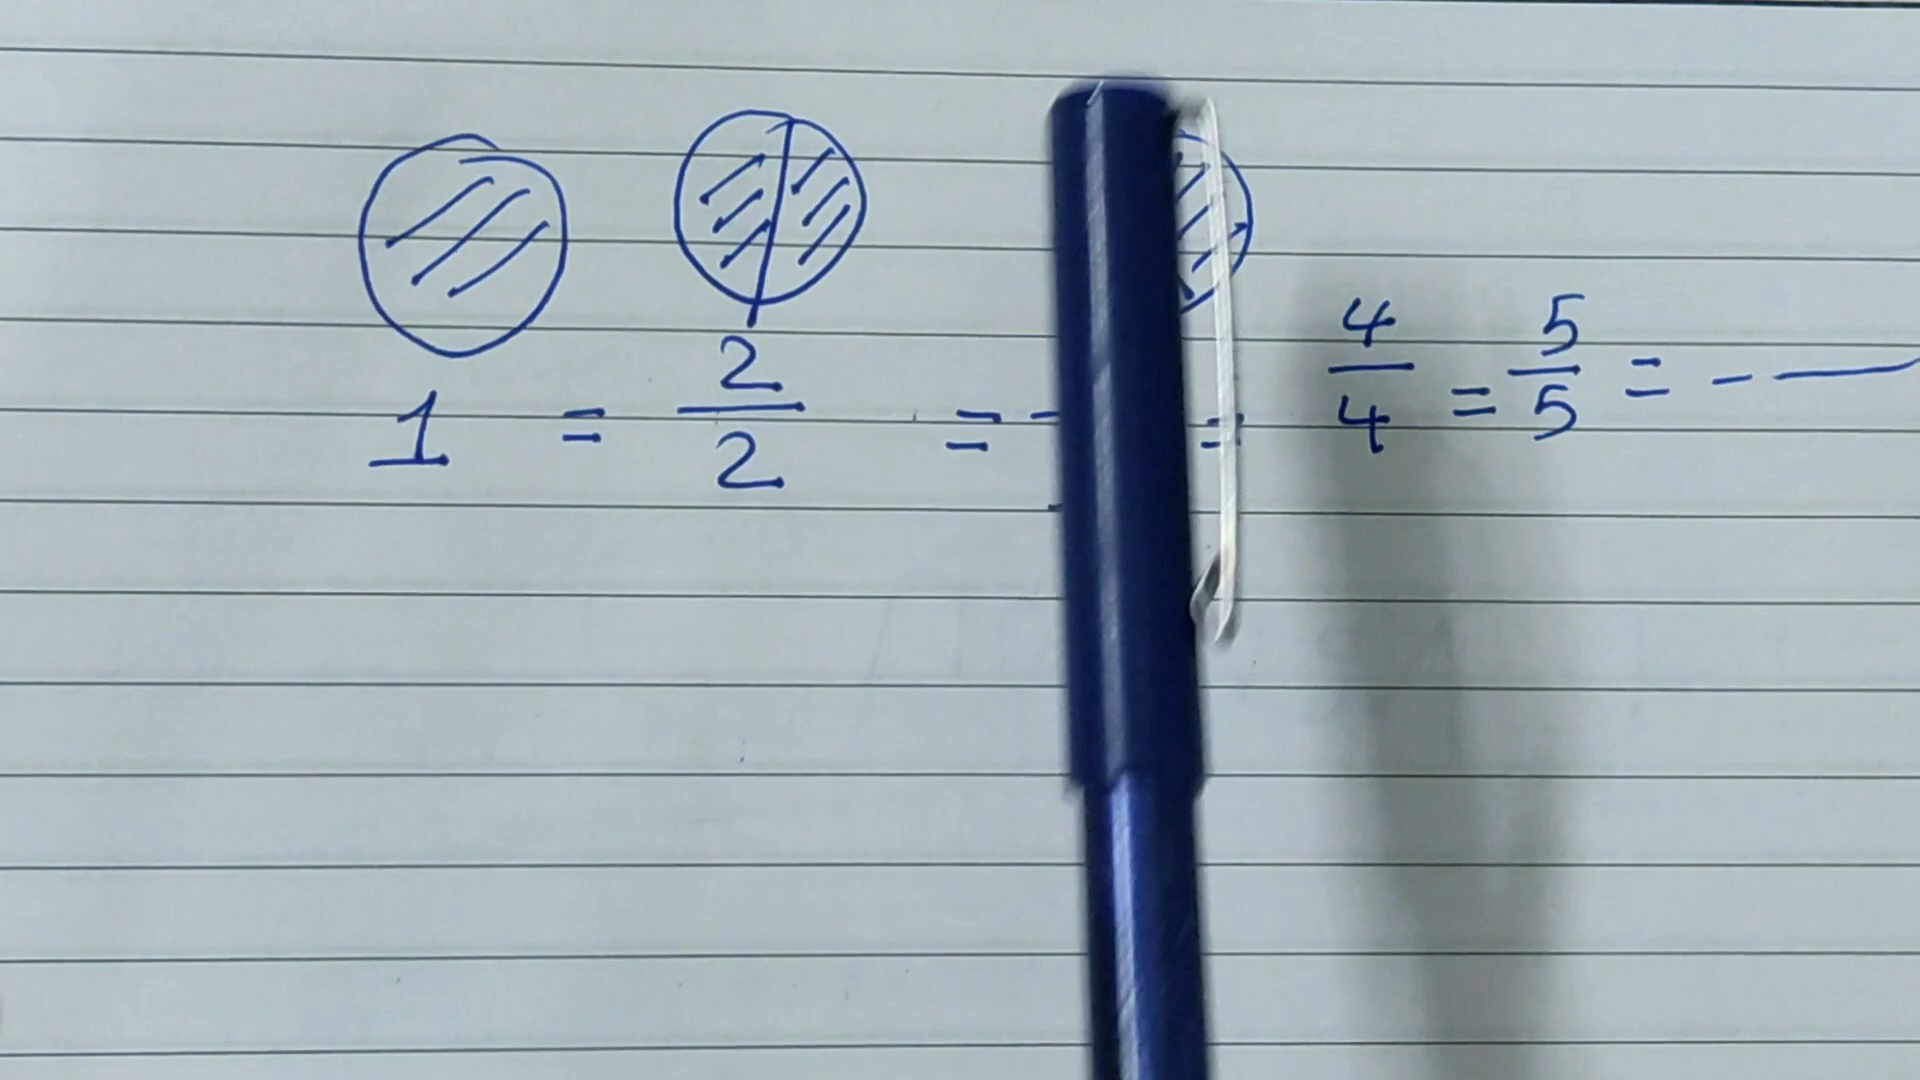 1 = 2/2 = = 4/4 = 5/5 = - —